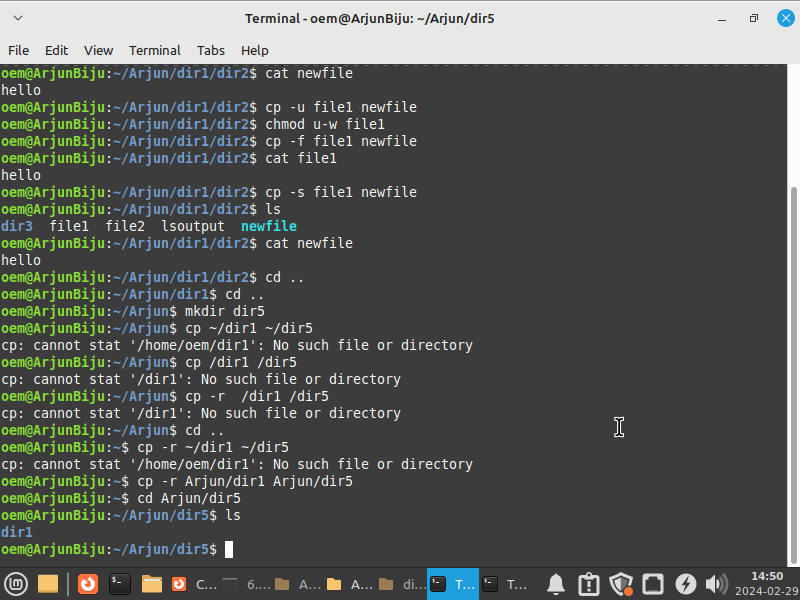 Terminal - oem@ArjunBiju: ~/Arjun/dir5
File Edit View Terminal Tabs Help
oem@ArjunBiju:~/Arjun/dir1/dir2$ cat newfile
hello
oem@ArjunBiju:~/Arjun/dir1/dir2$ cp -u file1 newfile
oem@ArjunBiju:~/Arjun/dir1/dir2$ chmod u-w file1
oem@ArjunBiju:~/Arjun/dir1/dir2$ cp -f file1 newfile
oem@ArjunBiju:~/Arjun/dir1/dir2$ cat file1
hello
oem@ArjunBiju:~/Arjun/dir1/dir2$ cp -s file1 newfile
oem@ArjunBiju:~/Arjun/dir1/dir2$ ls
dir3  file1  file2  lsoutput  newfile
oem@ArjunBiju:~/Arjun/dir1/dir2$ cat newfile
hello
oem@ArjunBiju:~/Arjun/dir1/dir2$ cd ..
oem@ArjunBiju:~/Arjun/dir1$ cd ..
oem@ArjunBiju:~/Arjun$ mkdir dir5
oem@ArjunBiju:~/Arjun$ cp ~/dir1 ~/dir5
cp: cannot stat '/home/oem/dir1': No such file or directory
oem@ArjunBiju:~/Arjun$ cp /dir1 /dir5
cp: cannot stat '/dir1': No such file or directory
oem@ArjunBiju:~/Arjun$ cp -r  /dir1 /dir5
cp: cannot stat '/dir1': No such file or directory
oem@ArjunBiju:~/Arjun$ cd ..
oem@ArjunBiju:~$ cp -r ~/dir1 ~/dir5
cp: cannot stat '/home/oem/dir1': No such file or directory
oem@ArjunBiju:~$ cp -r Arjun/dir1 Arjun/dir5
oem@ArjunBiju:~$ cd Arjun/dir5
oem@ArjunBiju:~/Arjun/dir5$ ls
dir1
oem@ArjunBiju:~/Arjun/dir5$
C... 6.... A... A... di... T... T... 14:50
2024-02-29